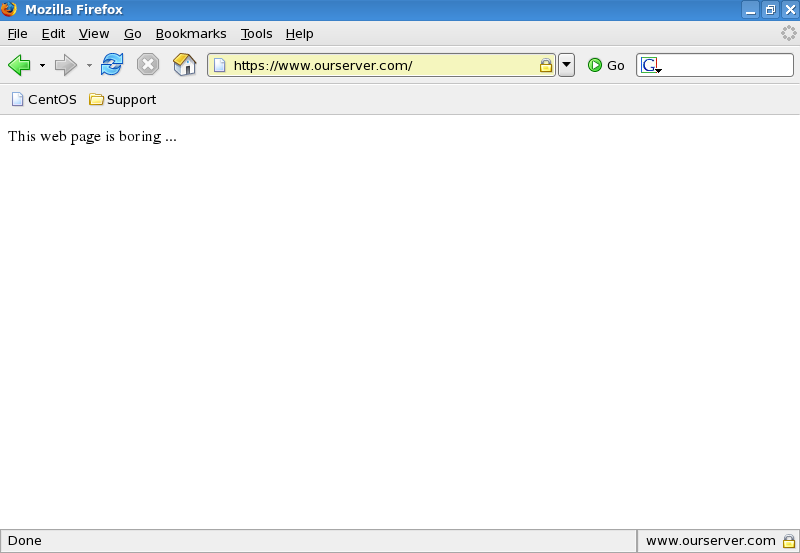 Mozilla Firefox
File Edit View Go Bookmarks Tools Help
https://www.ourserver.com/ Go G
CentOS Support
This web page is boring ...
Done www.ourserver.com